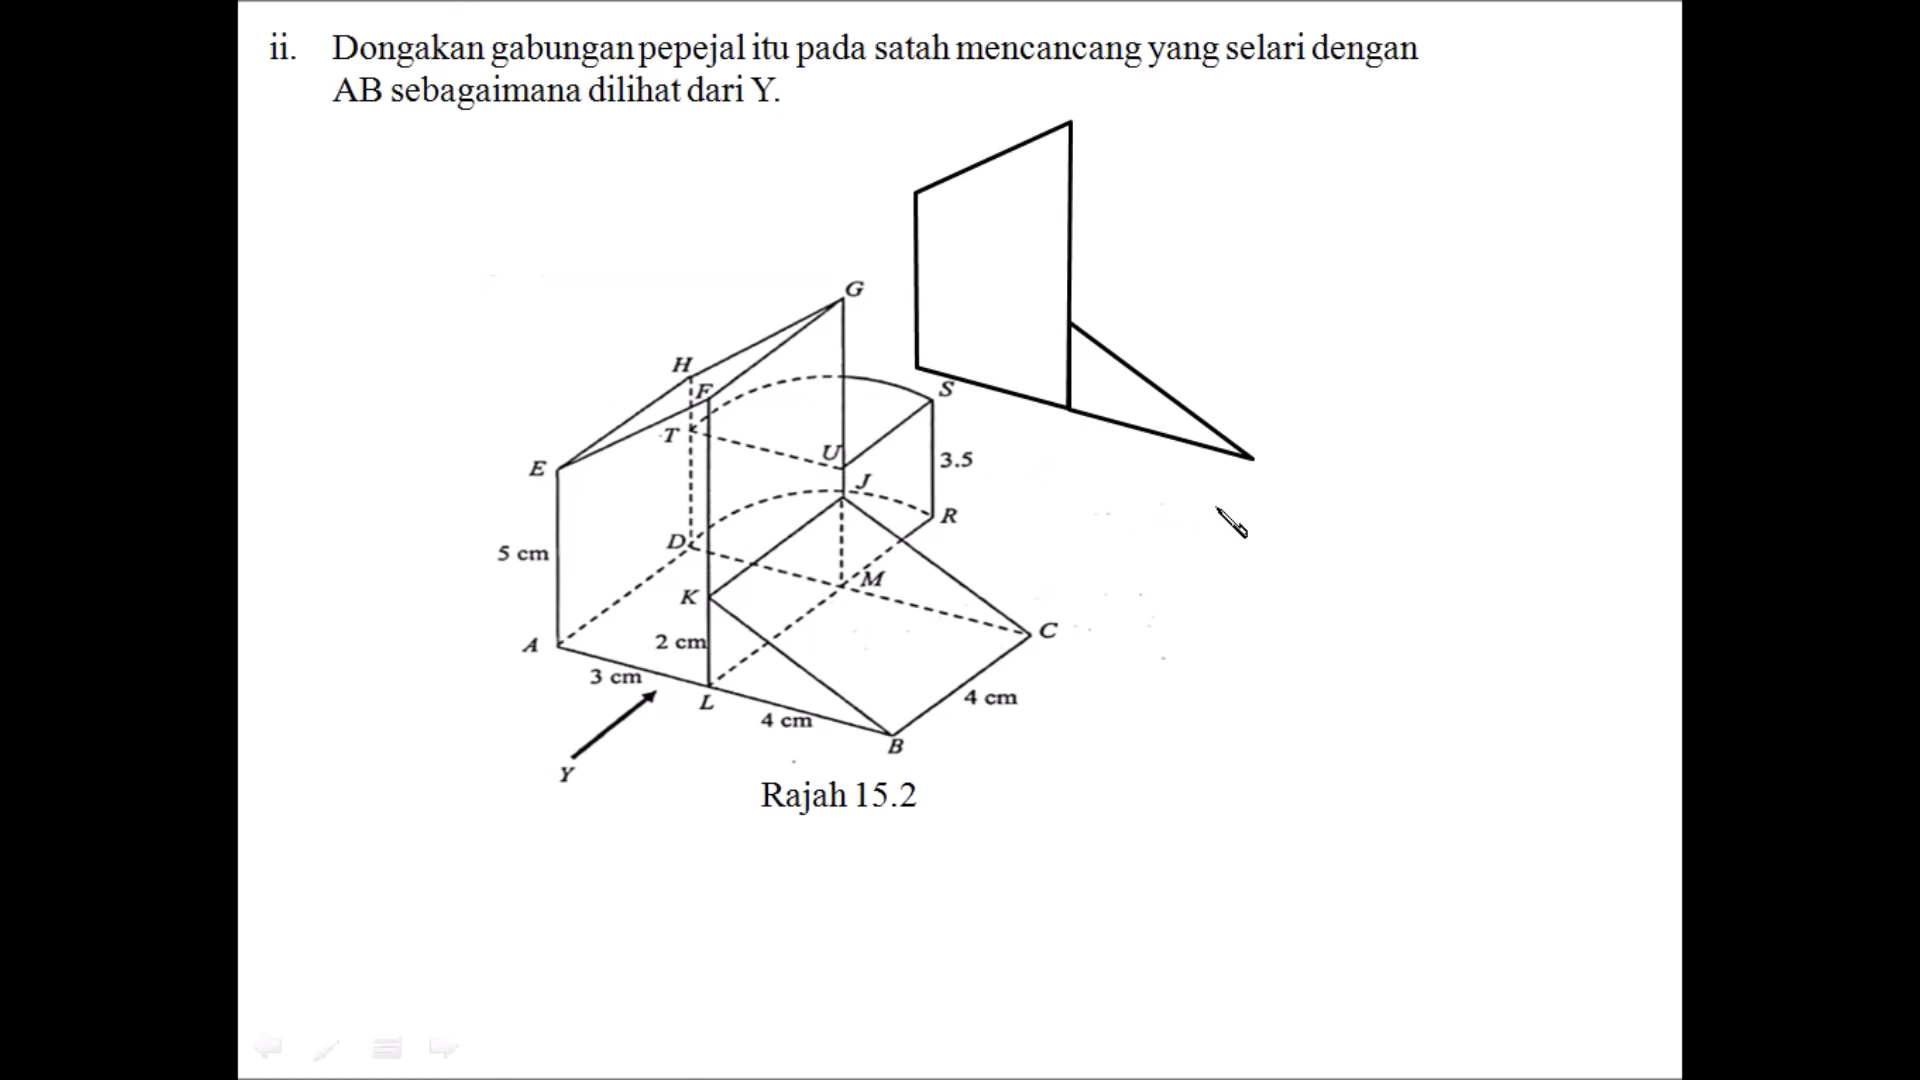 ii. Dongakan gabungan pepejal itu pada satah mencancang yang selari dengan
AB sebagaimana dilihat dari Y.
G
H
F
S
T
U
3.5
E
J
R
D
5 cm
M
K
C
A
2 cm
3 cm
4 cm
L
4 cm
B
Y
Rajah 15.2